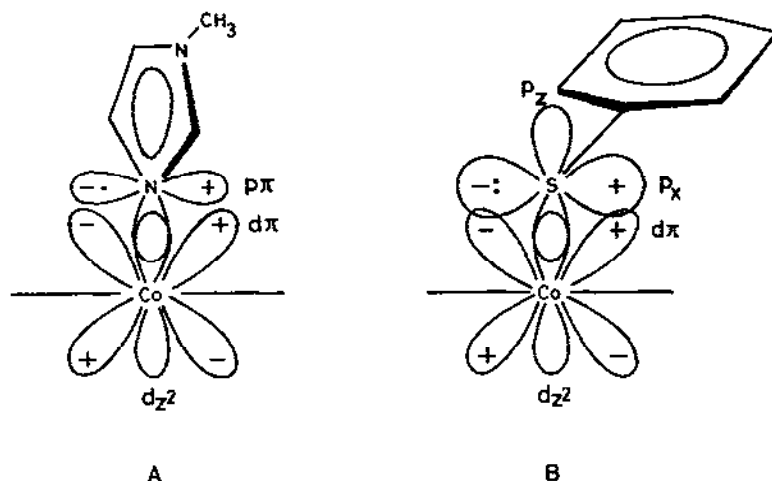 CH3
N
N
- .
+
pπ
-
+
dπ
Co
+
-
dz2
A
pz
S
-:
+
px
-
+
dπ
Co
+
-
dz2
B